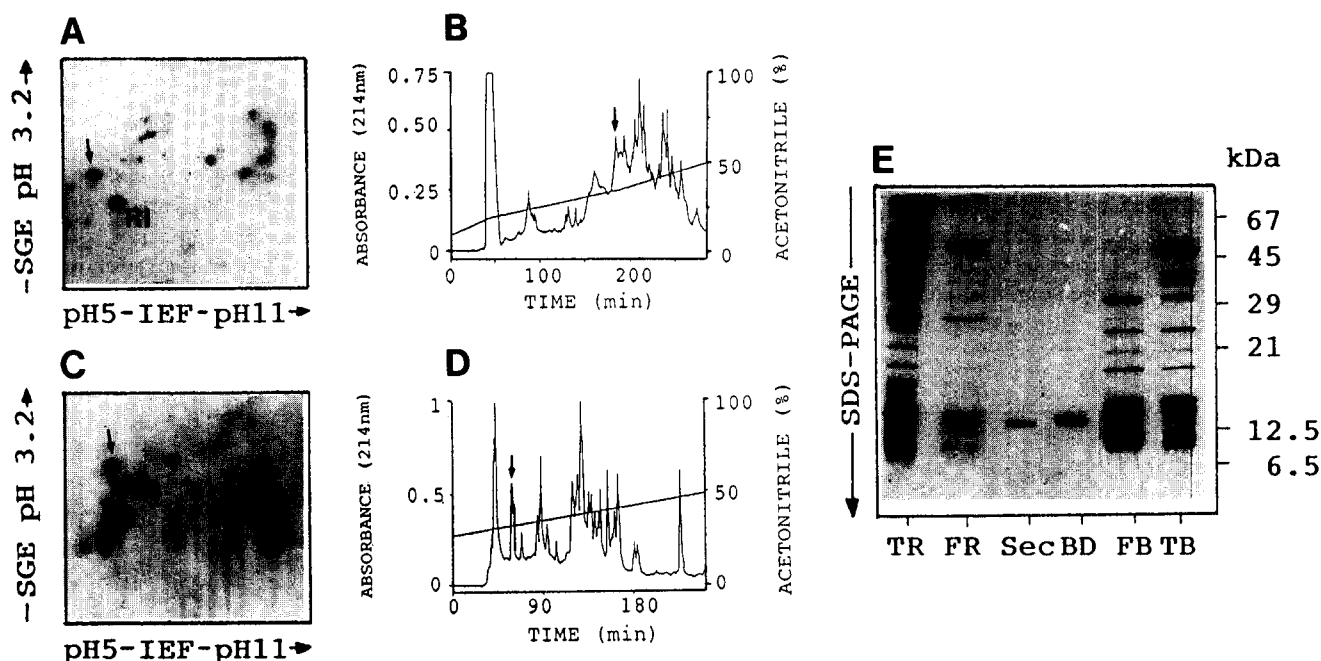 A
−SGE pH 3.2→
RI
pH5−IEF−pH11→
B
ABSORBANCE (214nm)
0.75
0.50
0.25
0
100
50
0
ACETONITRILE (%)
0 100 200
TIME (min)
C
−SGE pH 3.2→
pH5−IEF−pH11→
D
ABSORBANCE (214nm)
1
0.5
0
100
50
0
ACETONITRILE (%)
0 90 180
TIME (min)
E
kDa
SDS−PAGE
67
45
29
21
12.5
6.5
TR FR Sec BD FB TB